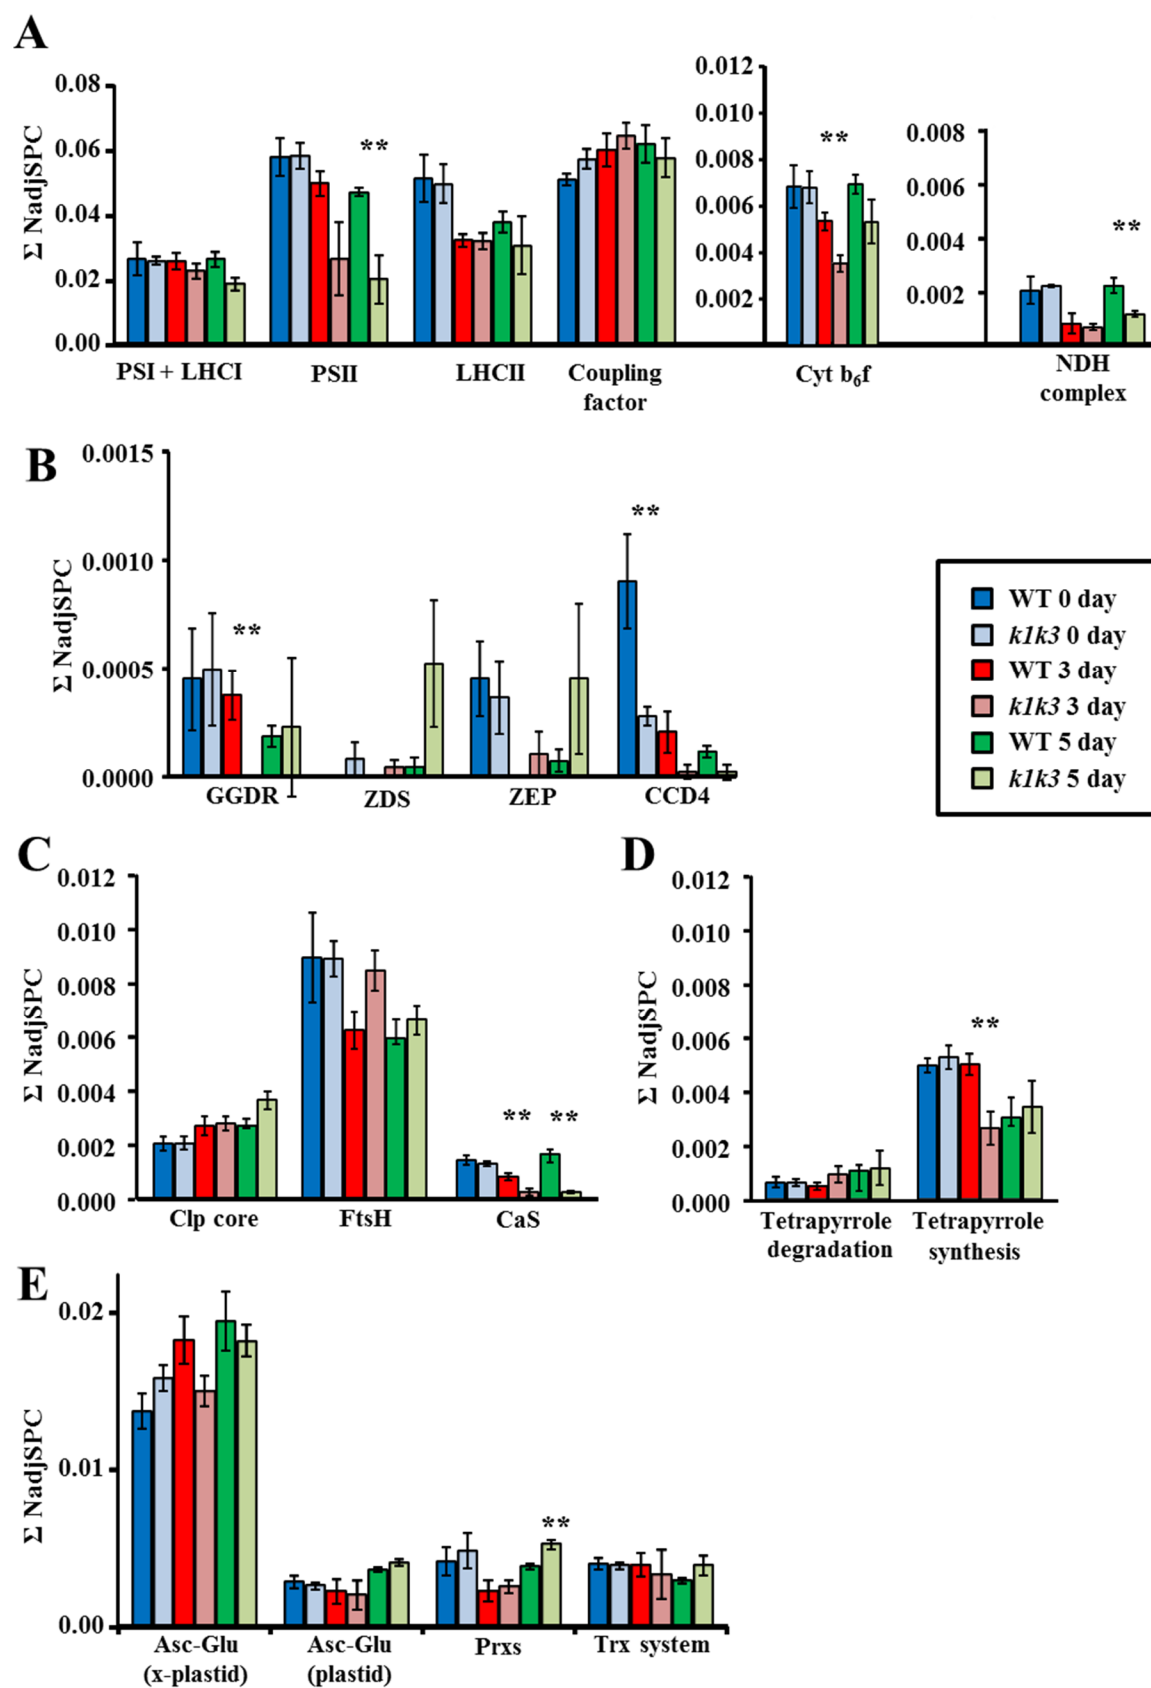 A
Σ NadjSPC
0.08
0.06
0.04
0.02
0.00
**
PSI + LHCI
PSII
LHCII
Coupling
factor
0.012
0.010
0.008
0.006
0.004
0.002
**
Cyt b₆f
0.008
0.006
0.004
0.002
**
NDH
complex
B
Σ NadjSPC
0.0015
0.0010
0.0005
0.0000
**
**
GGDR
ZDS
ZEP
CCD4
WT 0 day
k1k3 0 day
WT 3 day
k1k3 3 day
WT 5 day
k1k3 5 day
C
Σ NadjSPC
0.012
0.010
0.008
0.006
0.004
0.002
0.000
**
**
Clp core
FtsH
CaS
D
Σ NadjSPC
0.012
0.010
0.008
0.006
0.004
0.002
0.000
**
Tetrapyrrole
degradation
Tetrapyrrole
synthesis
E
Σ NadjSPC
0.02
0.01
0.00
**
Asc-Glu
(x-plastid)
Asc-Glu
(plastid)
Prxs
Trx system